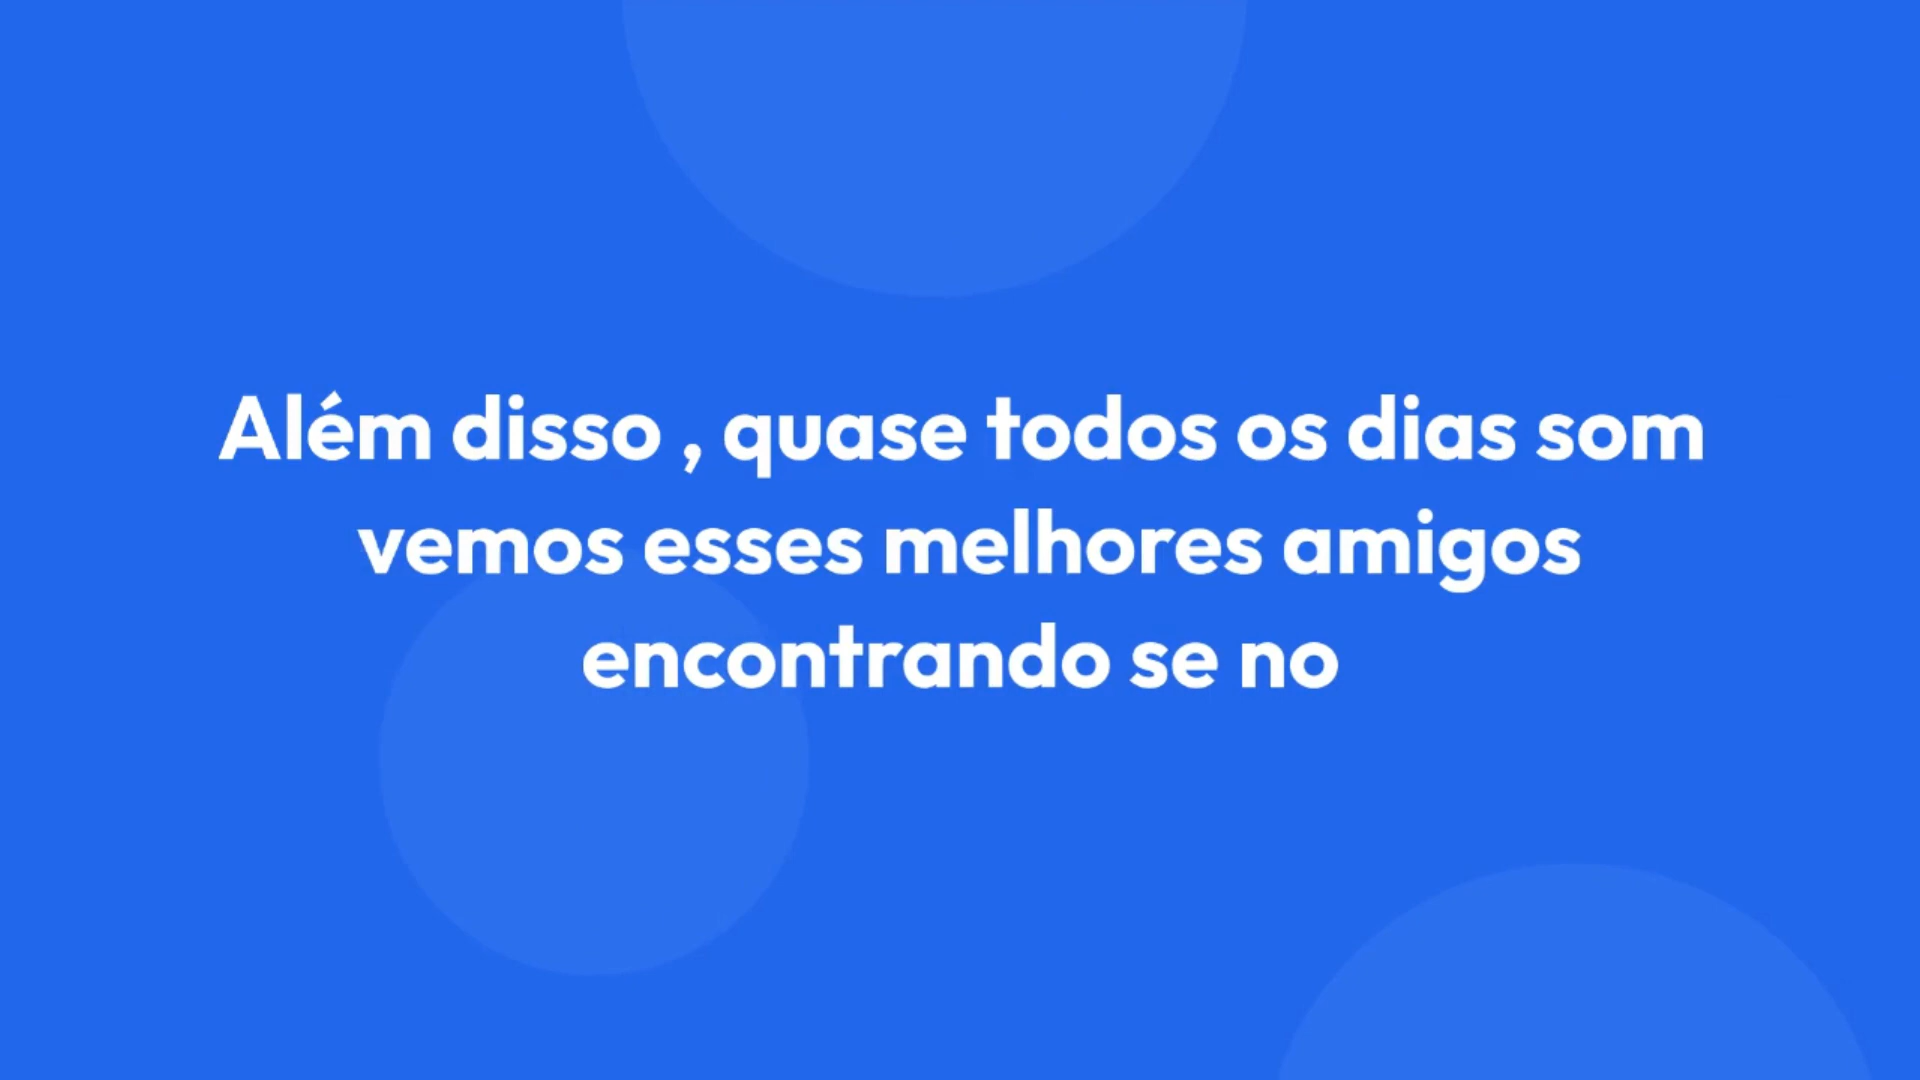 Além disso , quase todos os dias som
vemos esses melhores amigos
encontrando se no